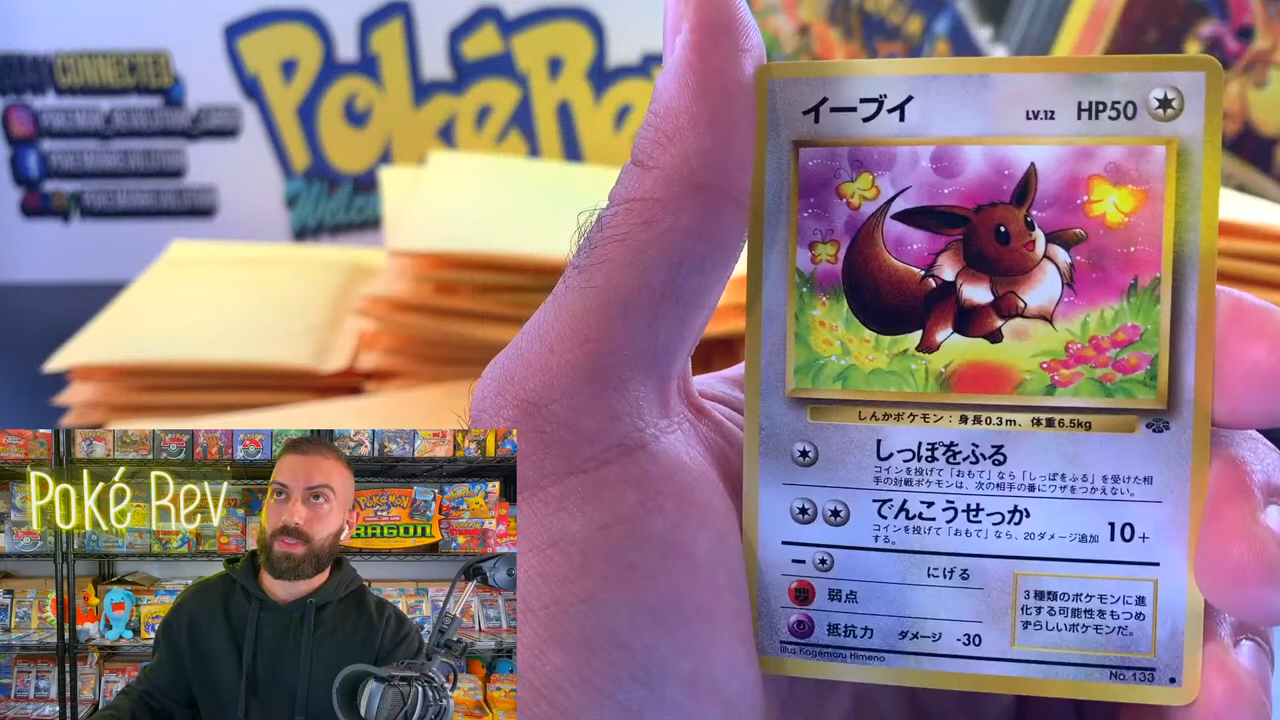 STAY CONNECTED
PokéRe
Welcom
イーブイ
LV.12 HP50
しんかポケモン：身長0.3m、体重6.5kg
しっぽをふる
コインを投げて「おもて」なら「しっぽをふる」を受けた相
手の対戦ポケモンは、次の相手の番にワザをつかえない。
でんこうせっか
コインを投げて「おもて」なら、20ダメージ追加
する。
10+
にげる
弱点
抵抗力 ダメージ -30
3種類のポケモンに進
化する可能性をもつめ
ずらしいポケモンだ。
Illus. Kagemaru Himeno
No. 133
Poké Rev
POKEMON
DRAGON